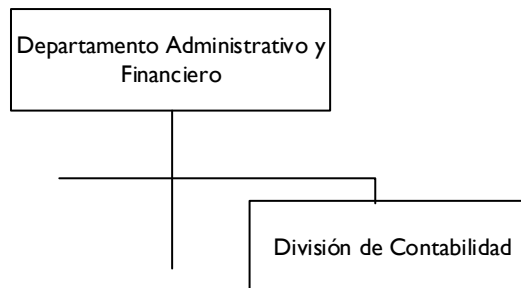 Departamento Administrativo y
Financiero
División de Contabilidad